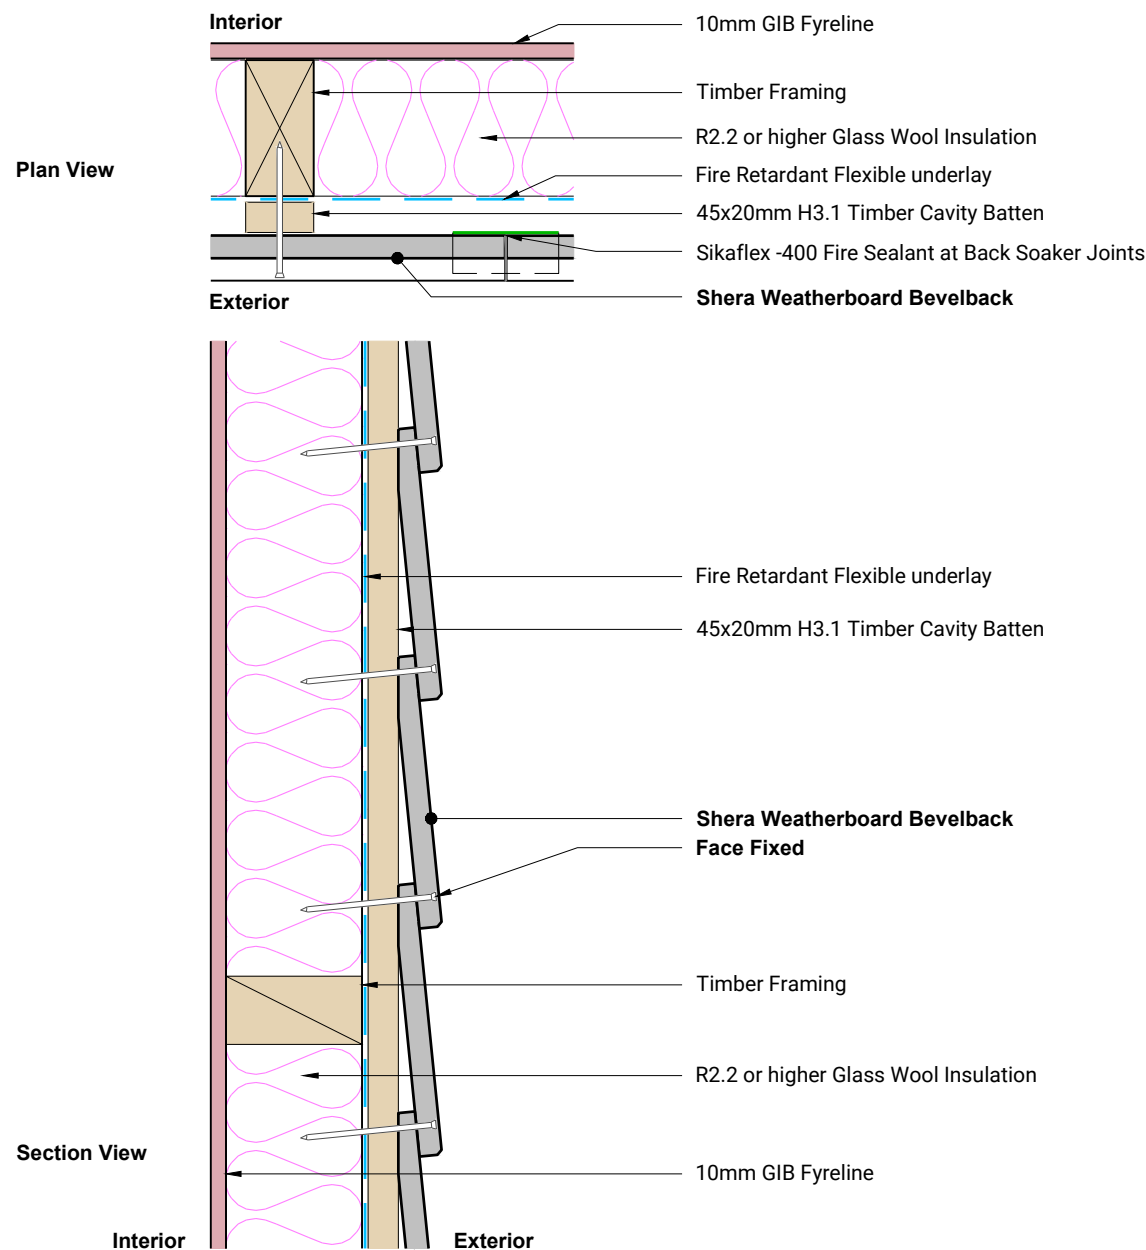 Interior
10mm GIB Fyreline
Timber Framing
R2.2 or higher Glass Wool Insulation
Plan View
Fire Retardant Flexible underlay
45x20mm H3.1 Timber Cavity Batten
Sikaflex -400 Fire Sealant at Back Soaker Joints
Exterior
Shera Weatherboard Bevelback
Fire Retardant Flexible underlay
45x20mm H3.1 Timber Cavity Batten
Shera Weatherboard Bevelback
Face Fixed
Timber Framing
R2.2 or higher Glass Wool Insulation
Section View
10mm GIB Fyreline
Interior
Exterior